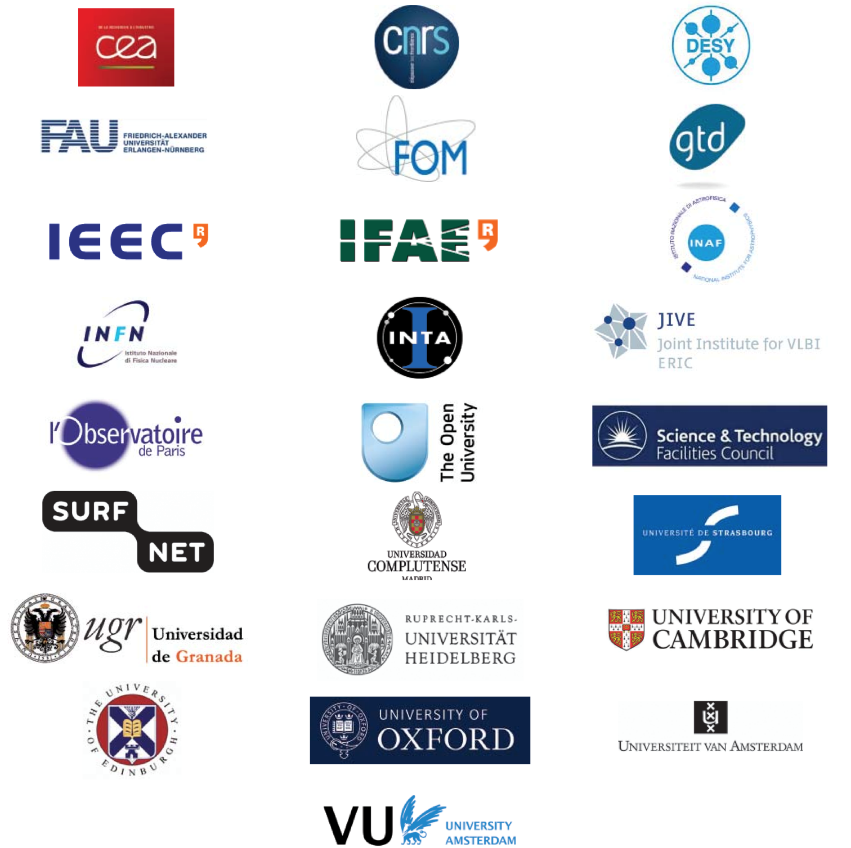 DE LA RECHERCHE À L'INDUSTRIE
cea
cnrs
DESY
FAU
FRIEDRICH-ALEXANDER
UNIVERSITÄT
ERLANGEN-NÜRNBERG
FOM
gtd
IEEC R
IFAE R
ISTITUTO NAZIONALE DI ASTROFISICA
INAF
NATIONAL INSTITUTE FOR ASTROPHYSICS
INFN
Istituto Nazionale
di Fisica Nucleare
INTA
JIVE
Joint Institute for VLBI
ERIC
l'Observatoire
de Paris
The Open
University
Science & Technology
Facilities Council
SURF
NET
UNIVERSIDAD
COMPLUTENSE
MADRID
UNIVERSITÉ DE STRASBOURG
ugr
Universidad
de Granada
RUPRECHT-KARLS-
UNIVERSITÄT
HEIDELBERG
UNIVERSITY OF
CAMBRIDGE
THE UNIVERSITY
OF EDINBURGH
UNIVERSITY OF
OXFORD
UNIVERSITEIT VAN AMSTERDAM
VU
UNIVERSITY
AMSTERDAM